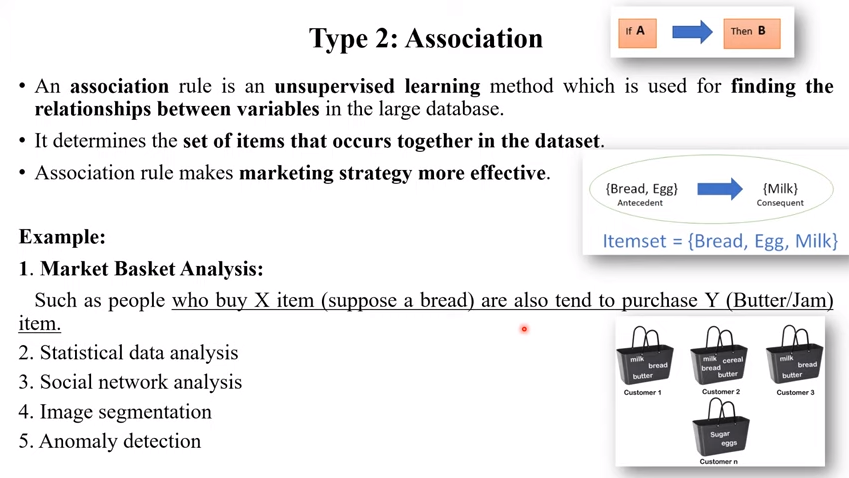 Type 2: Association
If A
Then B
• An association rule is an unsupervised learning method which is used for finding the
relationships between variables in the large database.
• It determines the set of items that occurs together in the dataset.
• Association rule makes marketing strategy more effective.
{Bread, Egg}
Antecedent
{Milk}
Consequent
Itemset = {Bread, Egg, Milk}
Example:
1. Market Basket Analysis:
Such as people who buy X item (suppose a bread) are also tend to purchase Y (Butter/Jam)
item.
2. Statistical data analysis
3. Social network analysis
4. Image segmentation
5. Anomaly detection
milk
bread
butter
Customer 1
milk cereal
bread
butter
Customer 2
milk
bread
butter
Customer 3
Sugar
eggs
Customer n